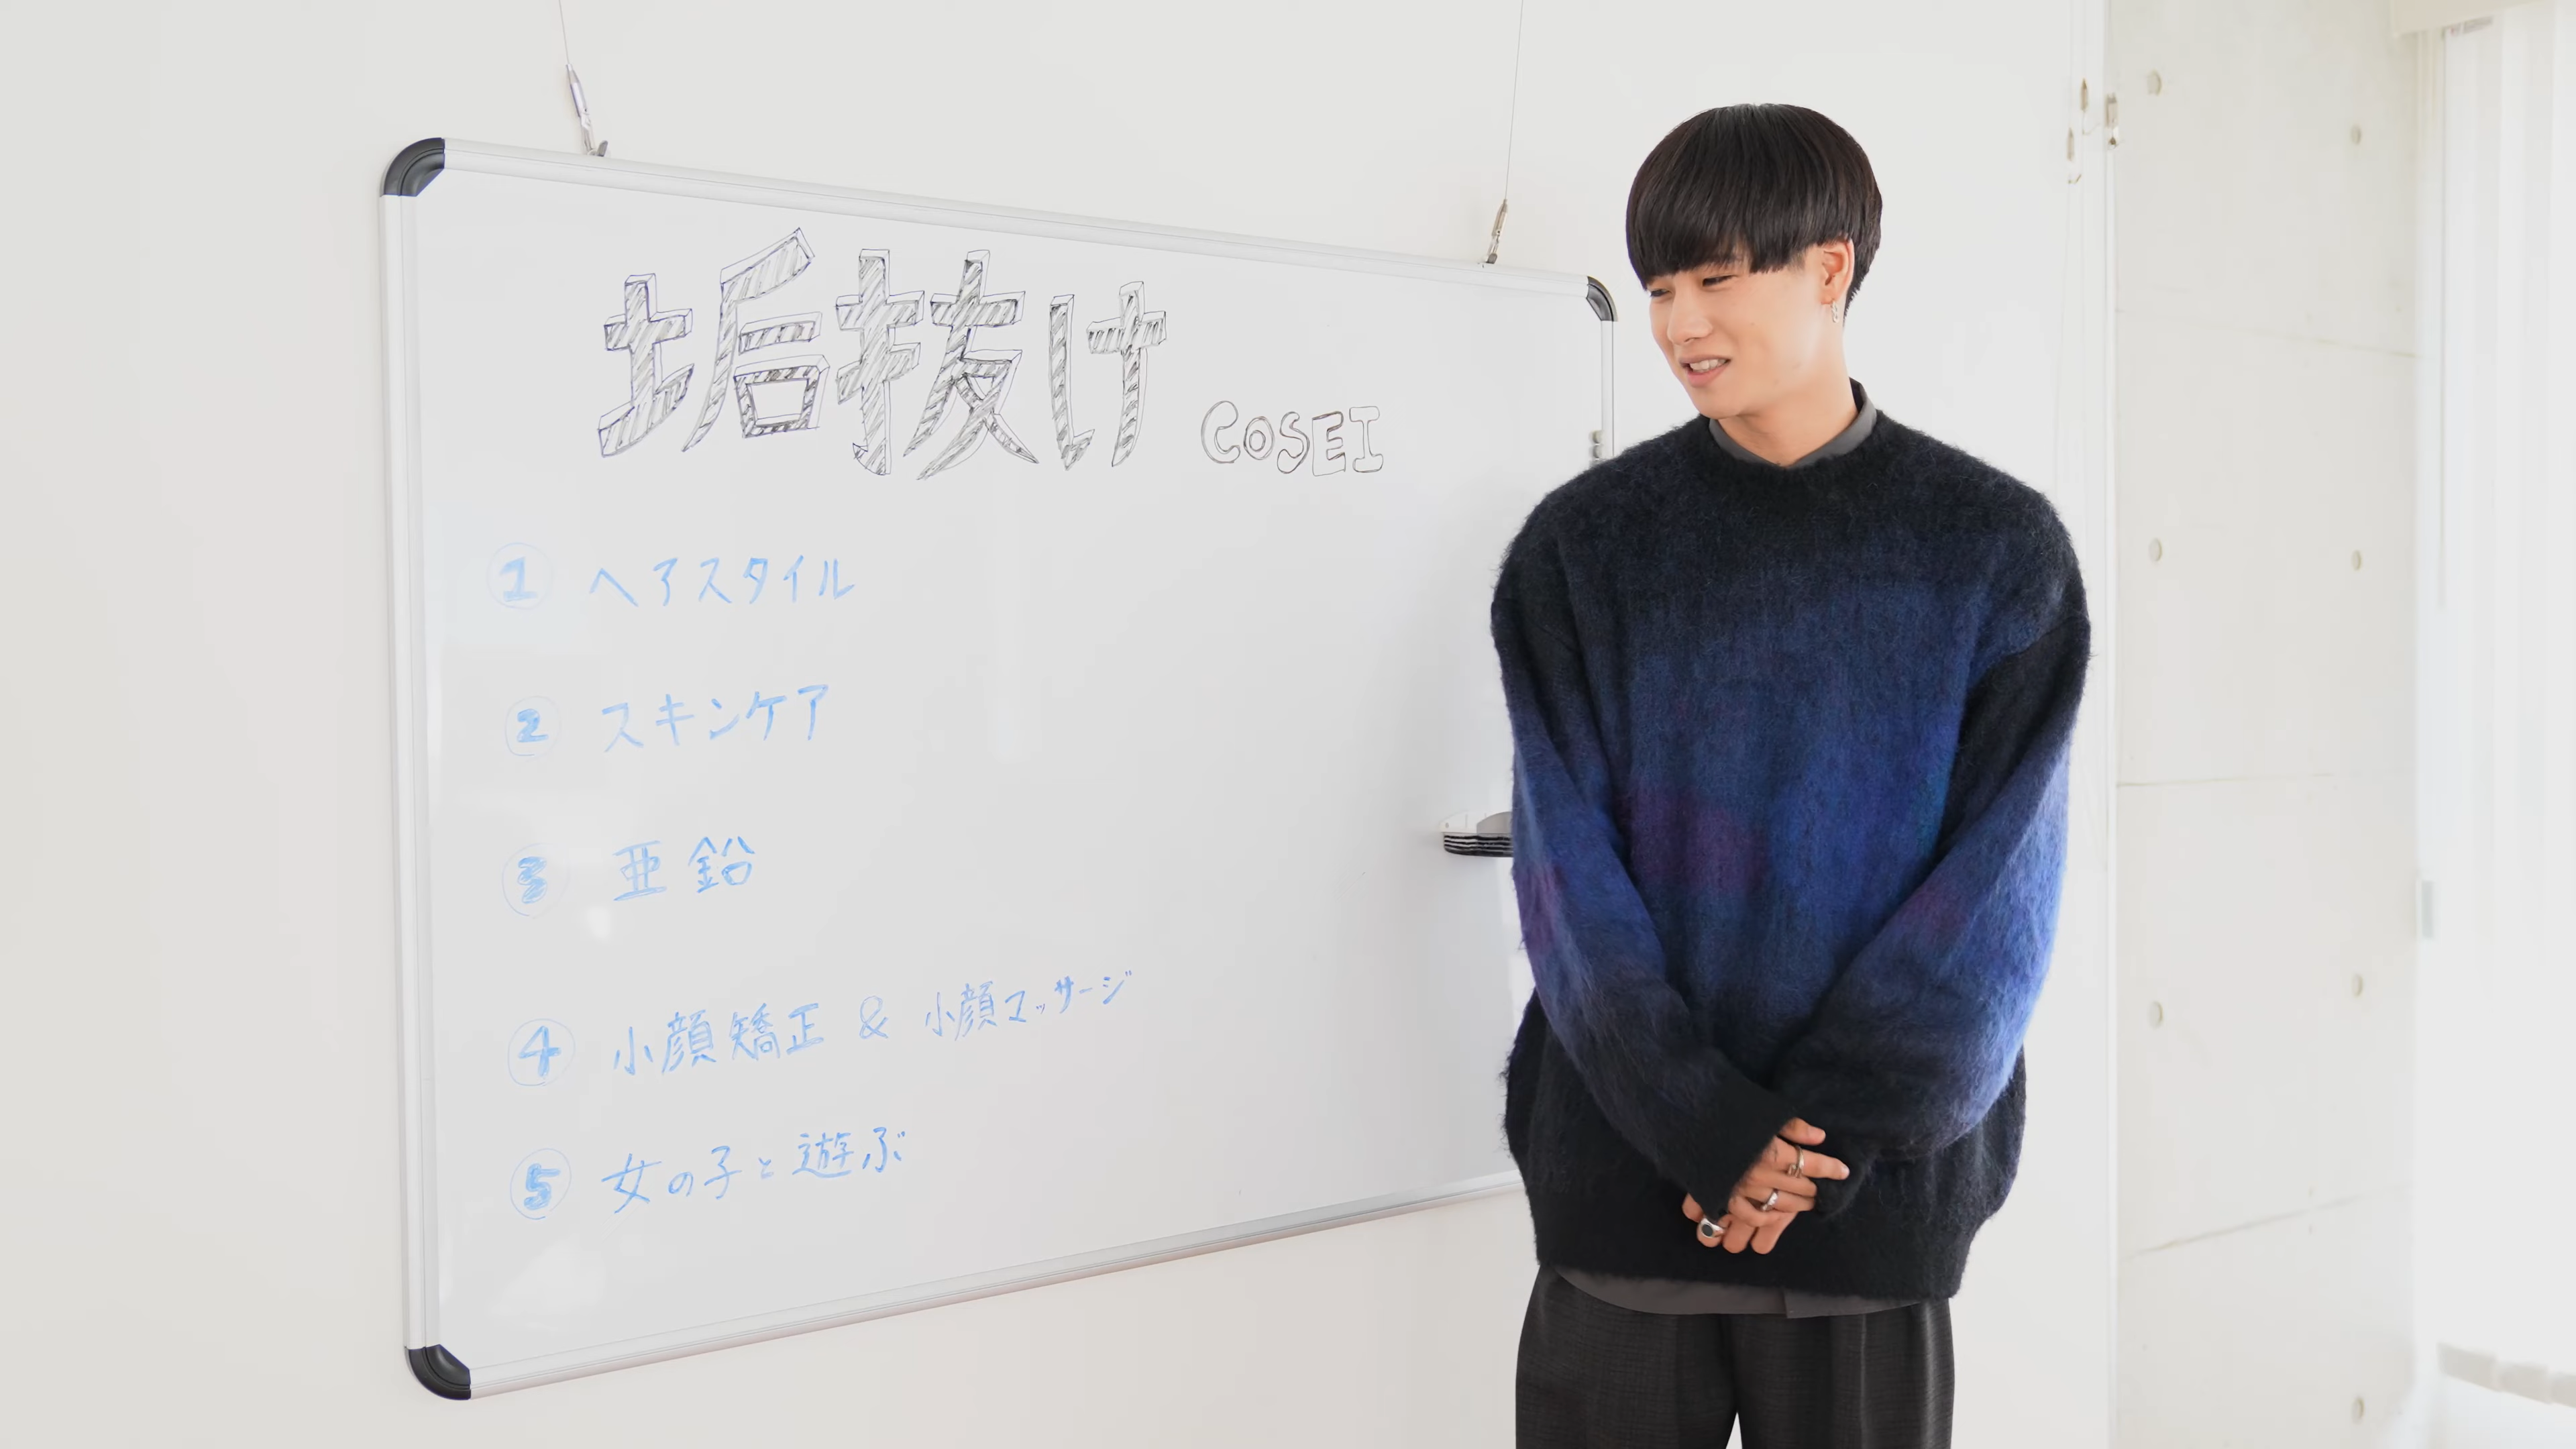 垢抜け COSEI
① ヘアスタイル
② スキンケア
③ 亜鉛
④ 小顔矯正 & 小顔マッサージ
⑤ 女の子と遊ぶ